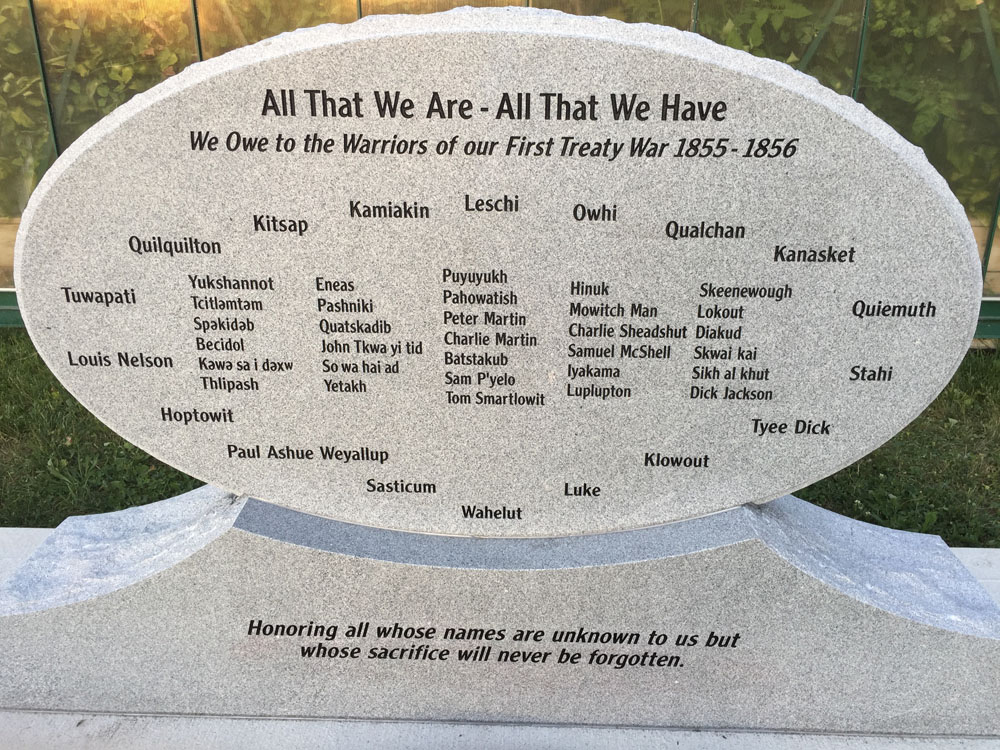 All That We Are - All That We Have
We Owe to the Warriors of our First Treaty War 1855 - 1856
Leschi
Kamiakin
Owhi
Kitsap
Qualchan
Quilquilton
Kanasket
Tuwapati
Quiemuth
Louis Nelson
Stahi
Hoptowit
Tyee Dick
Paul Ashue Weyallup
Klowout
Sasticum
Luke
Wahelut
Yukshannot
Tcitləmtəm
Spəkidəb
Becidol
Kawə sa i dəxw
Thlipash
Eneas
Pashniki
Quatskadib
John Tkwa yi tid
So wa hai ad
Yetakh
Puyuyukh
Pahowatish
Peter Martin
Charlie Martin
Batstakub
Sam P'yelo
Tom Smartlowit
Hinuk
Mowitch Man
Charlie Sheadshut
Samuel McShell
Iyakama
Luplupton
Skeenewough
Lokout
Diakud
Skwai kai
Sikh al khut
Dick Jackson
Honoring all whose names are unknown to us but
whose sacrifice will never be forgotten.